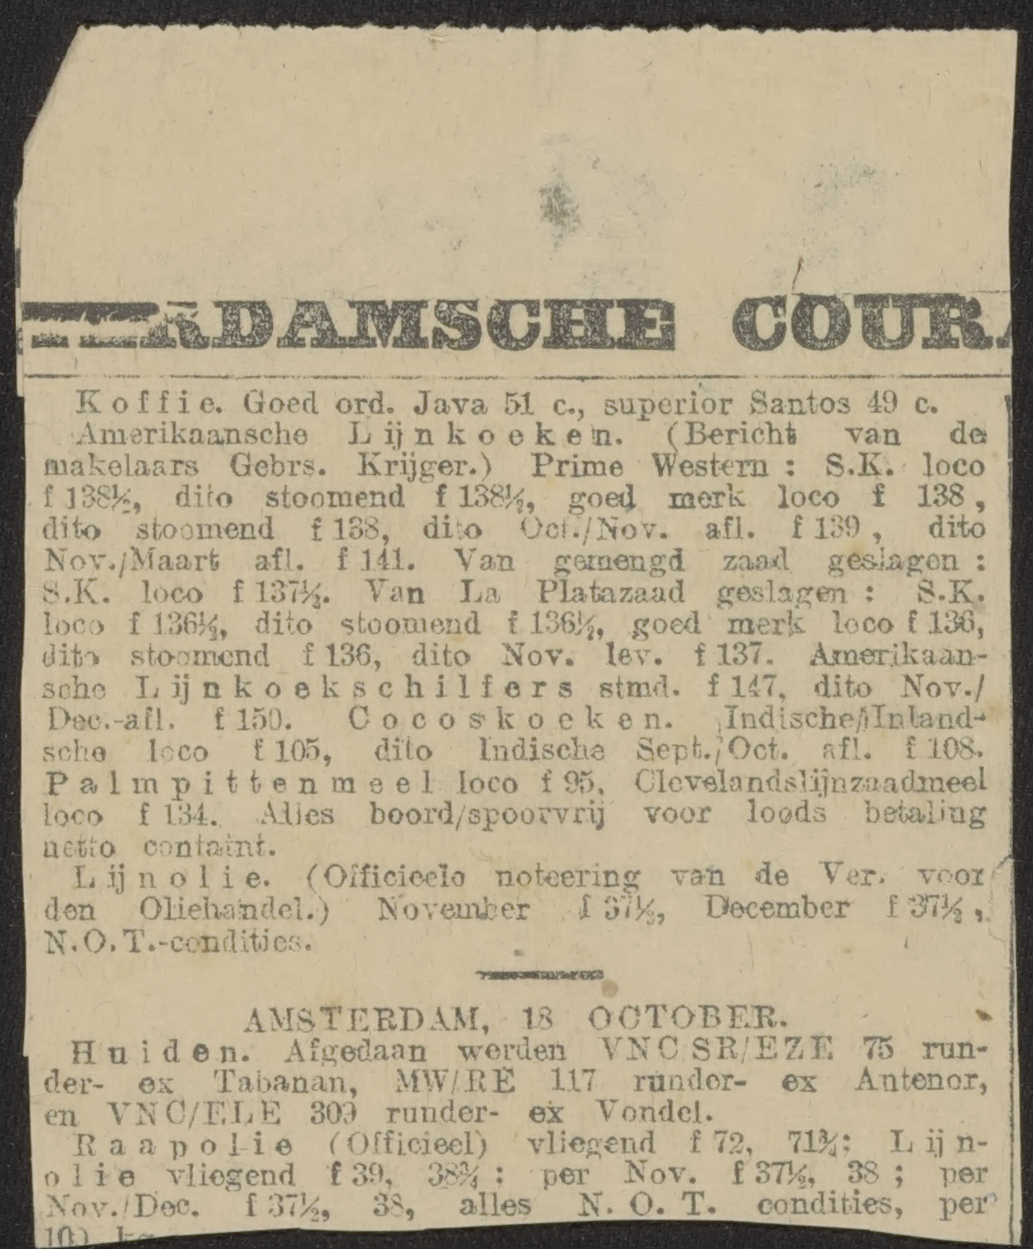 RDAMSCHE COUR
Koffie. Goed ord. Java 51 c., superior Santos 49 c.
Amerikaansche Lijnkoeken. (Bericht van de
makelaars Gebrs. Krijger.) Prime Western : S.K. loco
f 138½, dito stoomend f 138½, goed merk loco f 138,
dito stoomend f 138, dito Oct./Nov. afl. f 139, dito
Nov./Maart afl. f 141. Van gemengd zaad geslagen :
S.K. loco f 137½. Van La Platazaad geslagen : S.K.
loco f 136½, dito stoomend f 136½, goed merk loco f 136,
dito stoomend f 136, dito Nov. lev. f 137. Amerikaan-
sche Lijnkoekschilfers stmd. f 147, dito Nov./
Dec.-afl. f 150. Cocoskoeken. Indische/Inland-
sche loco f 105, dito Indische Sept./Oct. afl. f 108.
Palmpittenmeel loco f 95, Clevelandslijnzaadmeel
loco f 134. Alles boord/spoorvrij voor loods betaling
netto contant.
Lijnolie. (Officieele noteering van de Ver. voor
den Oliehandel.) November f 37½, December f 37½,
N.O.T.-condities.
AMSTERDAM, 18 OCTOBER.
Huiden. Afgedaan werden VNC SR/EZE 75 run-
der- ex Tabanan, MW/RE 117 runder- ex Antenor,
en VNC/ELE 309 runder- ex Vondel.
Raapolie (Officieel) vliegend f 72, 71¾; Lijn-
olie vliegend f 39, 38¾ ; per Nov. f 37½, 38 ; per
Nov./Dec. f 37½, 38, alles N. O. T. condities, per